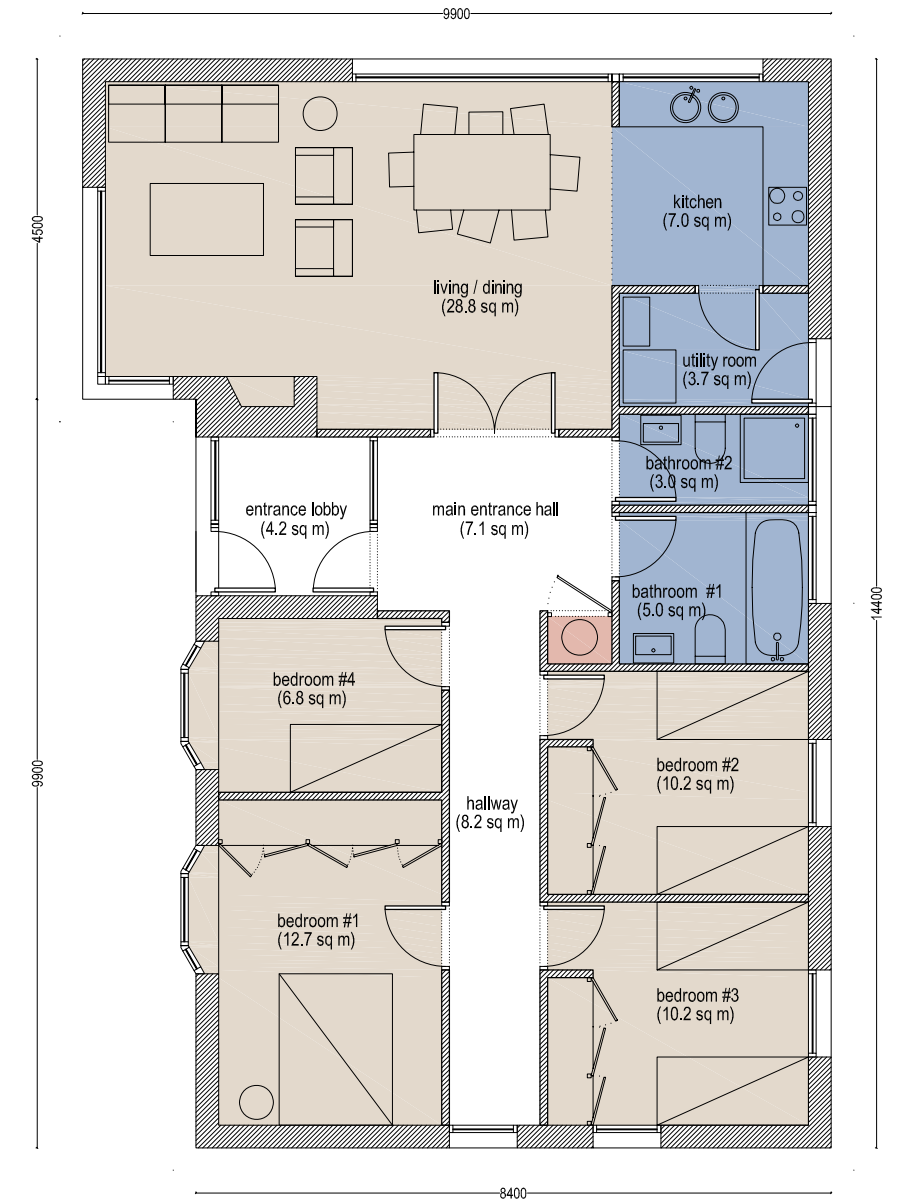 9900
4500
kitchen
(7.0 sq m)
living / dining
(28.8 sq m)
utility room
(3.7 sq m)
bathroom #2
(3.0 sq m)
entrance lobby
(4.2 sq m)
main entrance hall
(7.1 sq m)
bathroom #1
(5.0 sq m)
14400
bedroom #4
(6.8 sq m)
9900
bedroom #2
(10.2 sq m)
hallway
(8.2 sq m)
bedroom #1
(12.7 sq m)
bedroom #3
(10.2 sq m)
8400